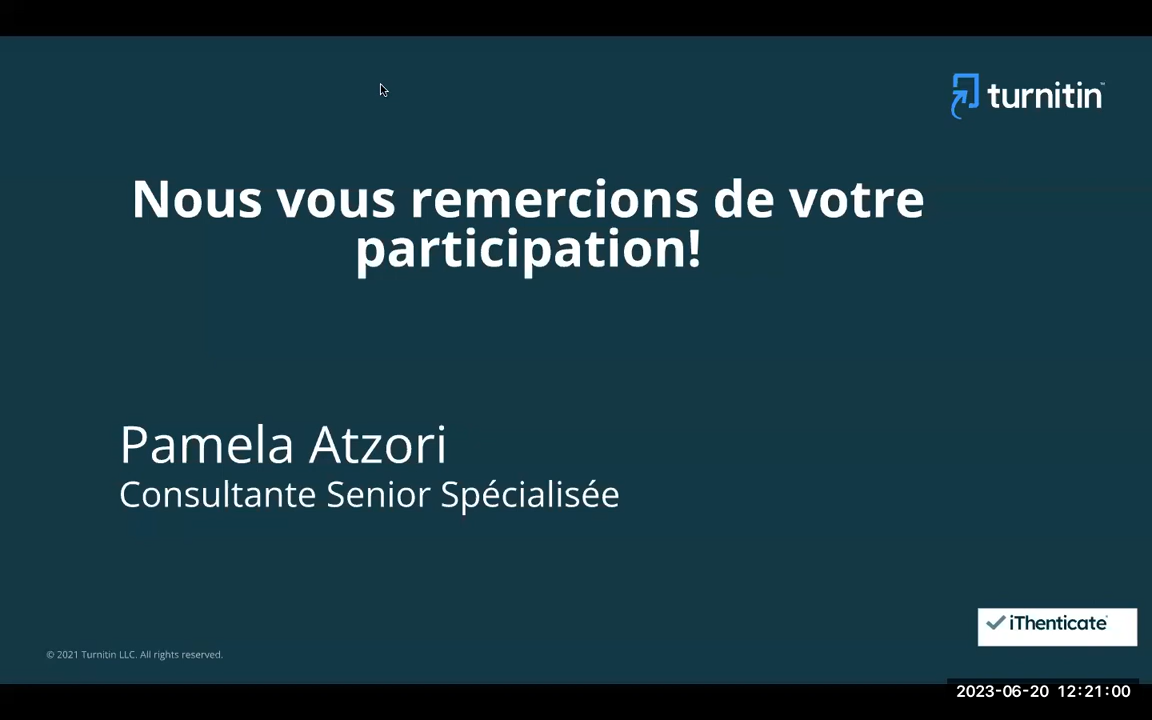 turnitin™
Nous vous remercions de votre
participation!
Pamela Atzori
Consultante Senior Spécialisée
iThenticate
© 2021 Turnitin LLC. All rights reserved.
2023-06-20 12:21:00